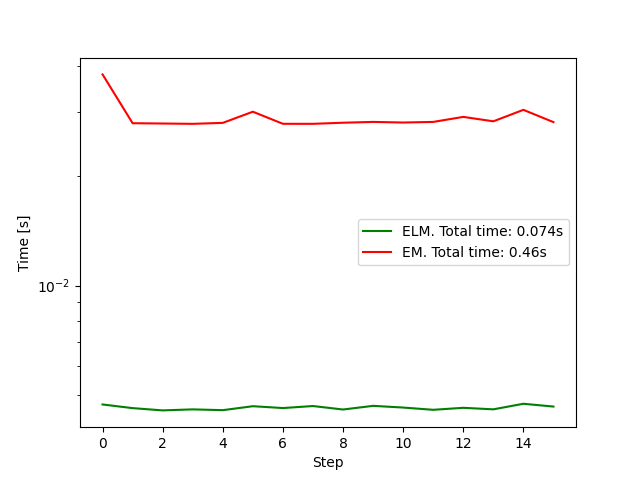 Time [s]
10⁻²
ELM. Total time: 0.074s
EM. Total time: 0.46s
0 2 4 6 8 10 12 14
Step